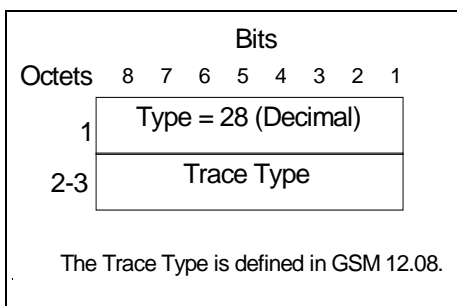 Bits
Octets 8 7 6 5 4 3 2 1
1 Type = 28 (Decimal)
2-3 Trace Type
The Trace Type is defined in GSM 12.08.
.